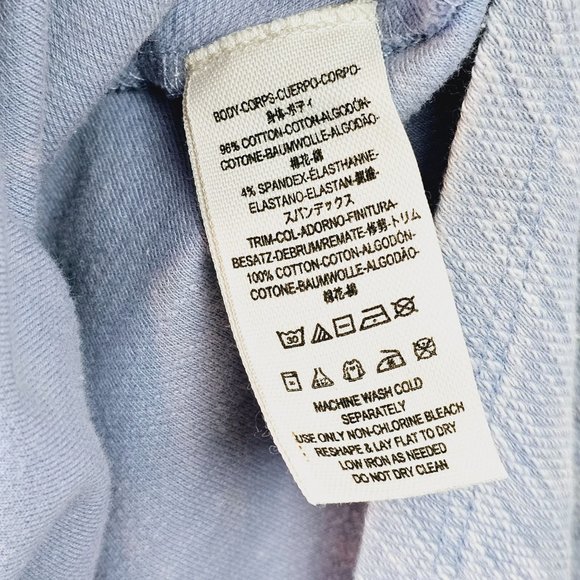 BODY-CORPS-CUERPO-CORPO-
身体-ボディ
96% COTTON-COTON-ALGODÓN-
COTONE-BAUMWOLLE-ALGODÃO-
棉花-綿
4% SPANDEX-ÉLASTHANNE-
ELASTANO-ELASTAN-氨綸-
スパンデックス
TRIM-COL-ADORNO-FINITURA-
BESATZ-DEBRUM/REMATE-修剪-トリム
100% COTTON-COTON-ALGODÓN-
COTONE-BAUMWOLLE-ALGODÃO-
棉花-綿
30
MACHINE WASH COLD
SEPARATELY
USE ONLY NON-CHLORINE BLEACH
RESHAPE & LAY FLAT TO DRY
LOW IRON AS NEEDED
DO NOT DRY CLEAN